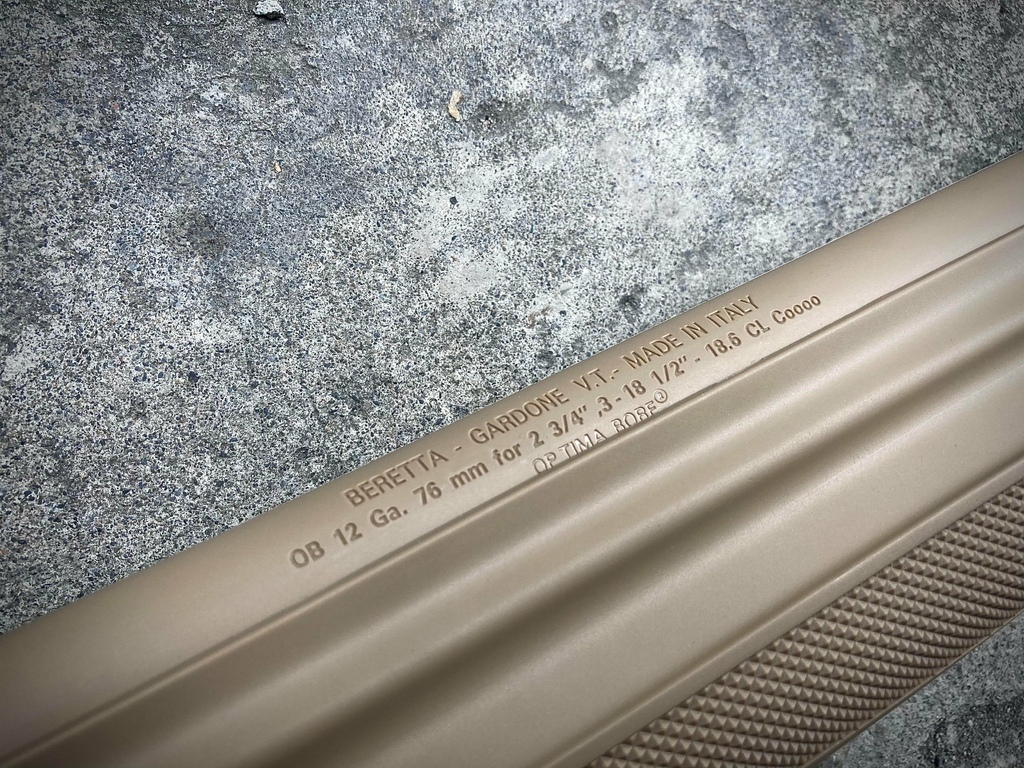 BERETTA - GARDONE V.T.- MADE IN ITALY
OB 12 Ga. 76 mm for 2 3/4" ,3-18 1/2" - 18.6 CL Coooo
OPTIMA BORE®